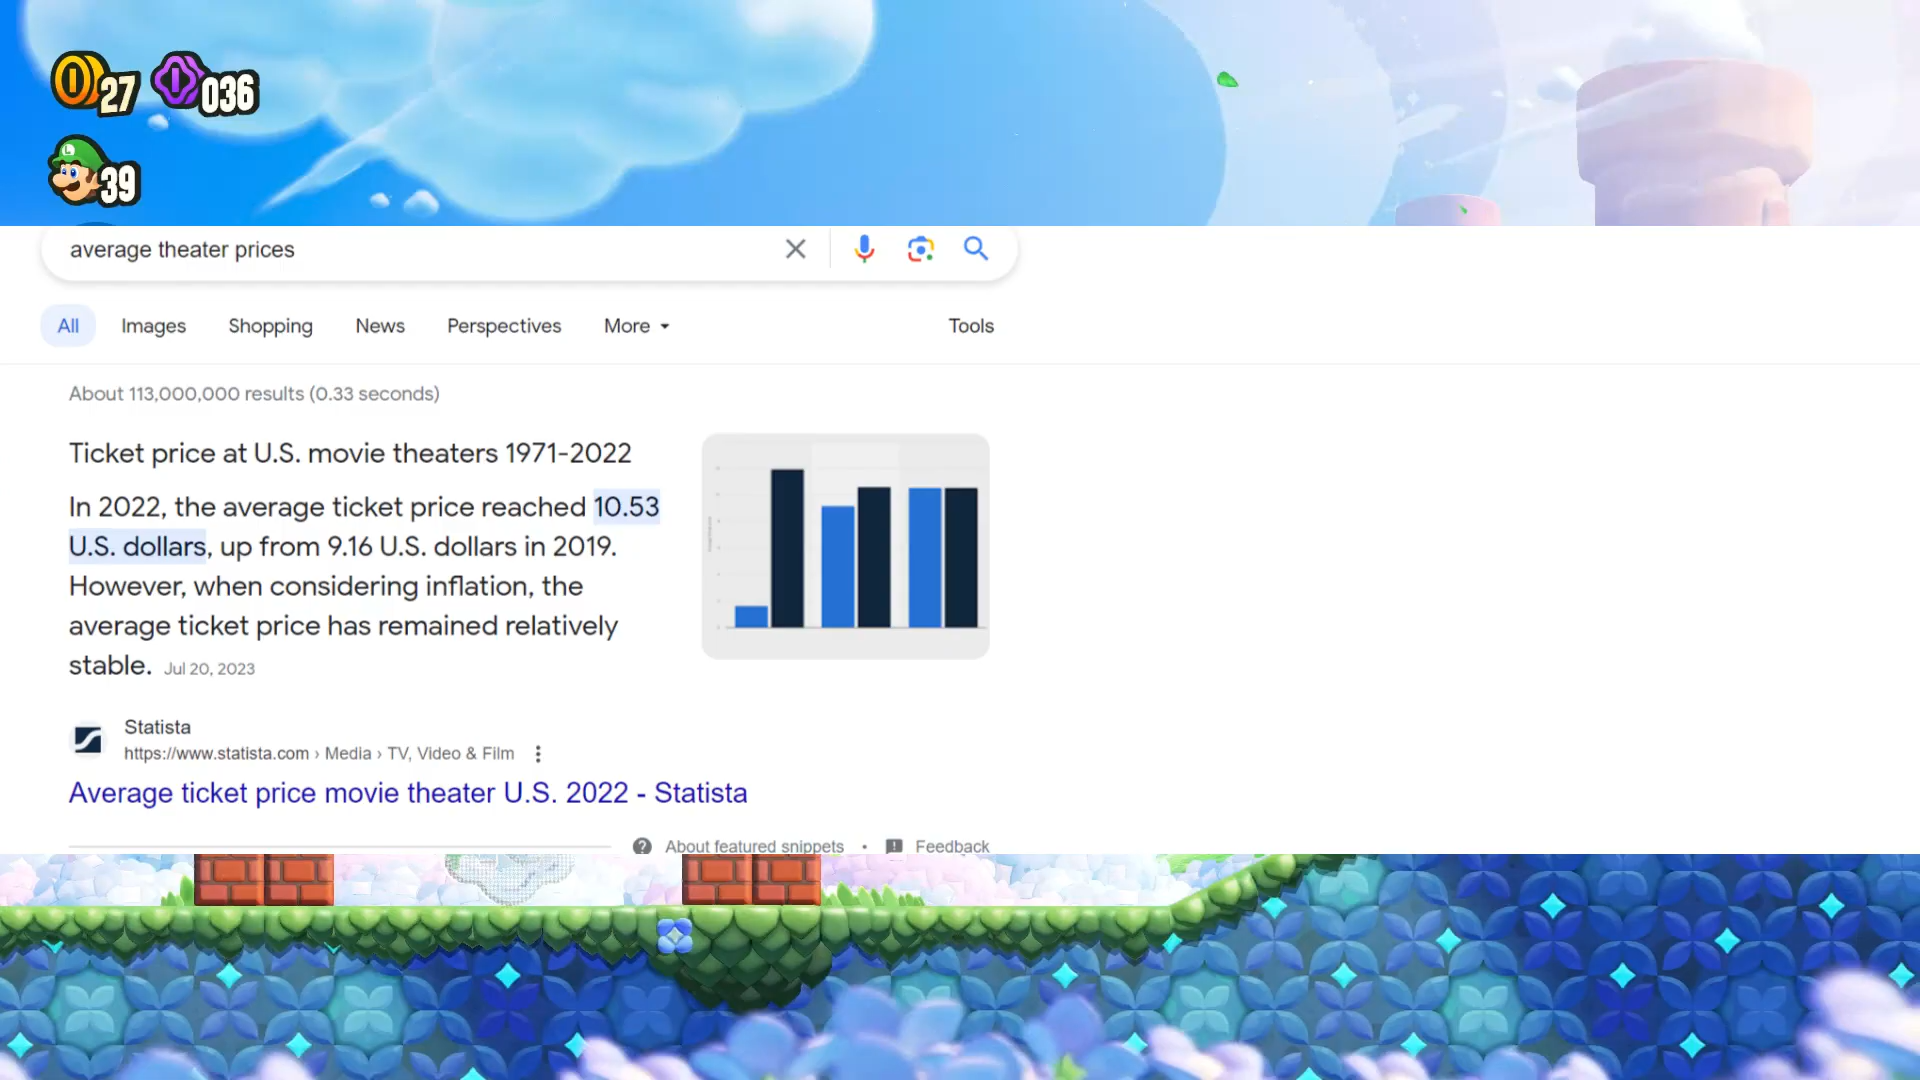 27 036
39
average theater prices
All Images Shopping News Perspectives More Tools
About 113,000,000 results (0.33 seconds)
Ticket price at U.S. movie theaters 1971-2022
In 2022, the average ticket price reached 10.53
U.S. dollars, up from 9.16 U.S. dollars in 2019.
However, when considering inflation, the
average ticket price has remained relatively
stable. Jul 20, 2023
Statista
https://www.statista.com › Media › TV, Video & Film
Average ticket price movie theater U.S. 2022 - Statista
About featured snippets • Feedback